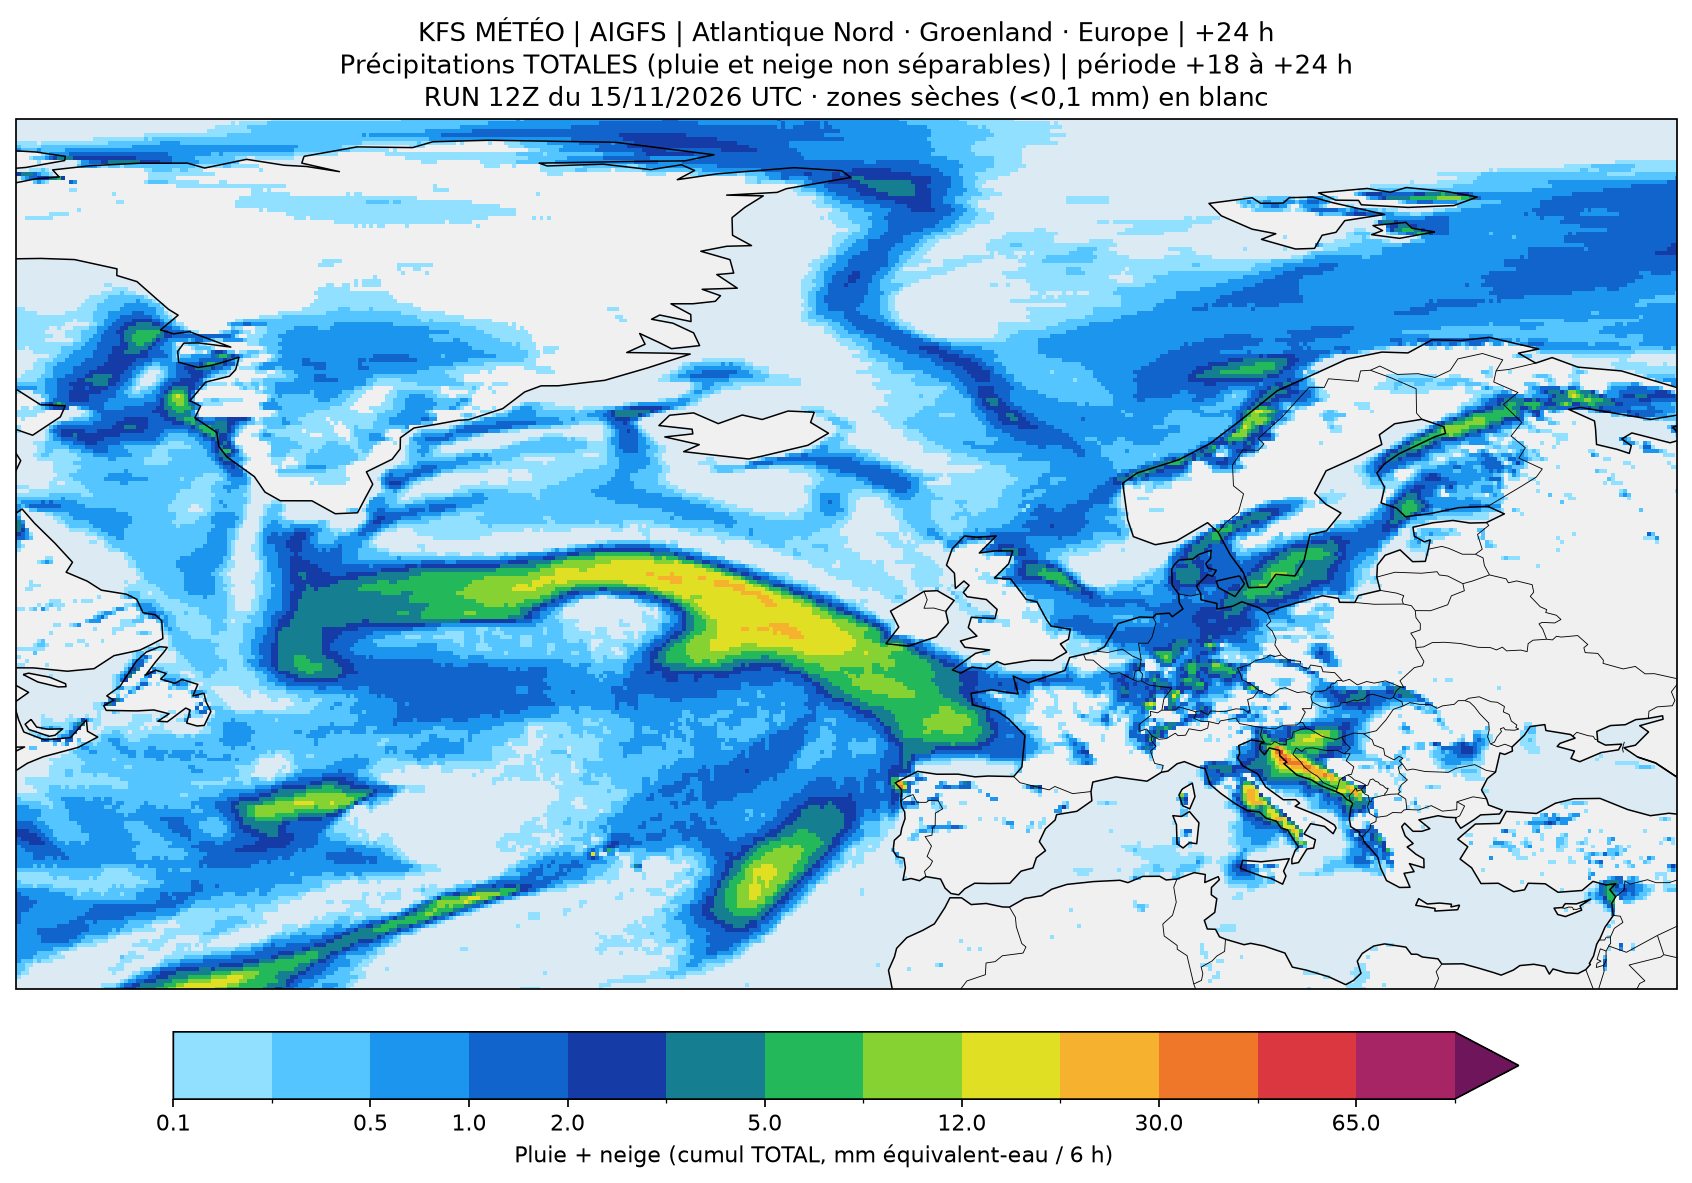 KFS MÉTÉO | AIGFS | Atlantique Nord · Groenland · Europe | +24 h
Précipitations TOTALES (pluie et neige non séparables) | période +18 à +24 h
RUN 12Z du 15/11/2026 UTC · zones sèches (<0,1 mm) en blanc
0.1 0.5 1.0 2.0 5.0 12.0 30.0 65.0
Pluie + neige (cumul TOTAL, mm équivalent-eau / 6 h)